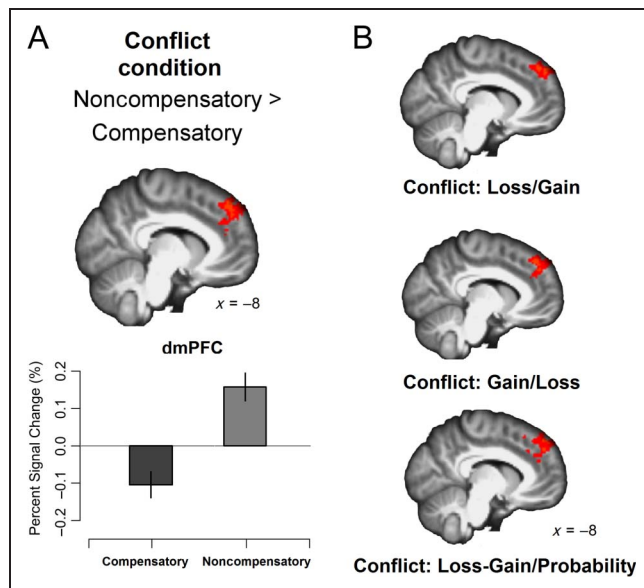 A
Conflict
condition
Noncompensatory >
Compensatory
x = –8
dmPFC
Percent Signal Change (%)
0.2
0.1
0.0
–0.1
–0.2
Compensatory
Noncompensatory
B
Conflict: Loss/Gain
Conflict: Gain/Loss
x = –8
Conflict: Loss-Gain/Probability